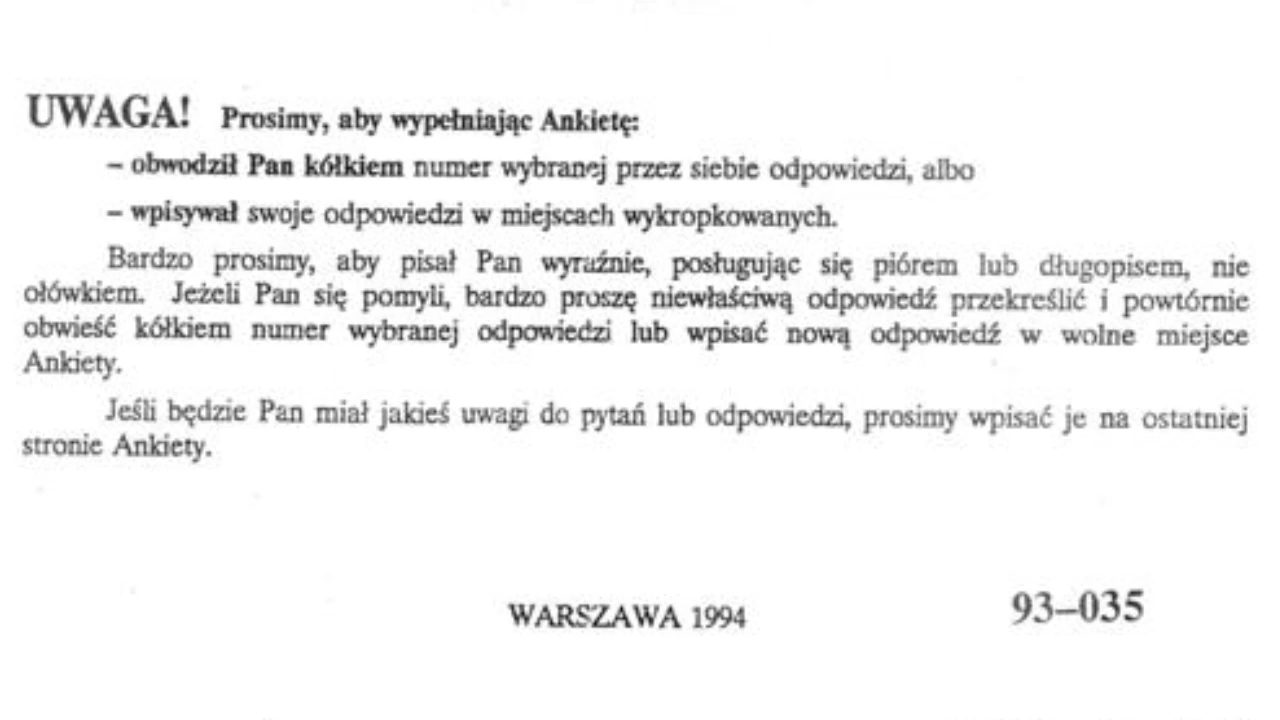 UWAGA! Prosimy, aby wypełniając Ankietę:
– obwodził Pan kółkiem numer wybranej przez siebie odpowiedzi, albo
– wpisywał swoje odpowiedzi w miejscach wykropkowanych.
Bardzo prosimy, aby pisał Pan wyraźnie, posługując się piórem lub długopisem, nie
ołówkiem. Jeżeli Pan się pomyli, bardzo proszę niewłaściwą odpowiedź przekreślić i powtórnie
obwieść kółkiem numer wybranej odpowiedzi lub wpisać nową odpowiedź w wolne miejsce
Ankiety.
Jeśli będzie Pan miał jakieś uwagi do pytań lub odpowiedzi, prosimy wpisać je na ostatniej
stronie Ankiety.
WARSZAWA 1994
93–035